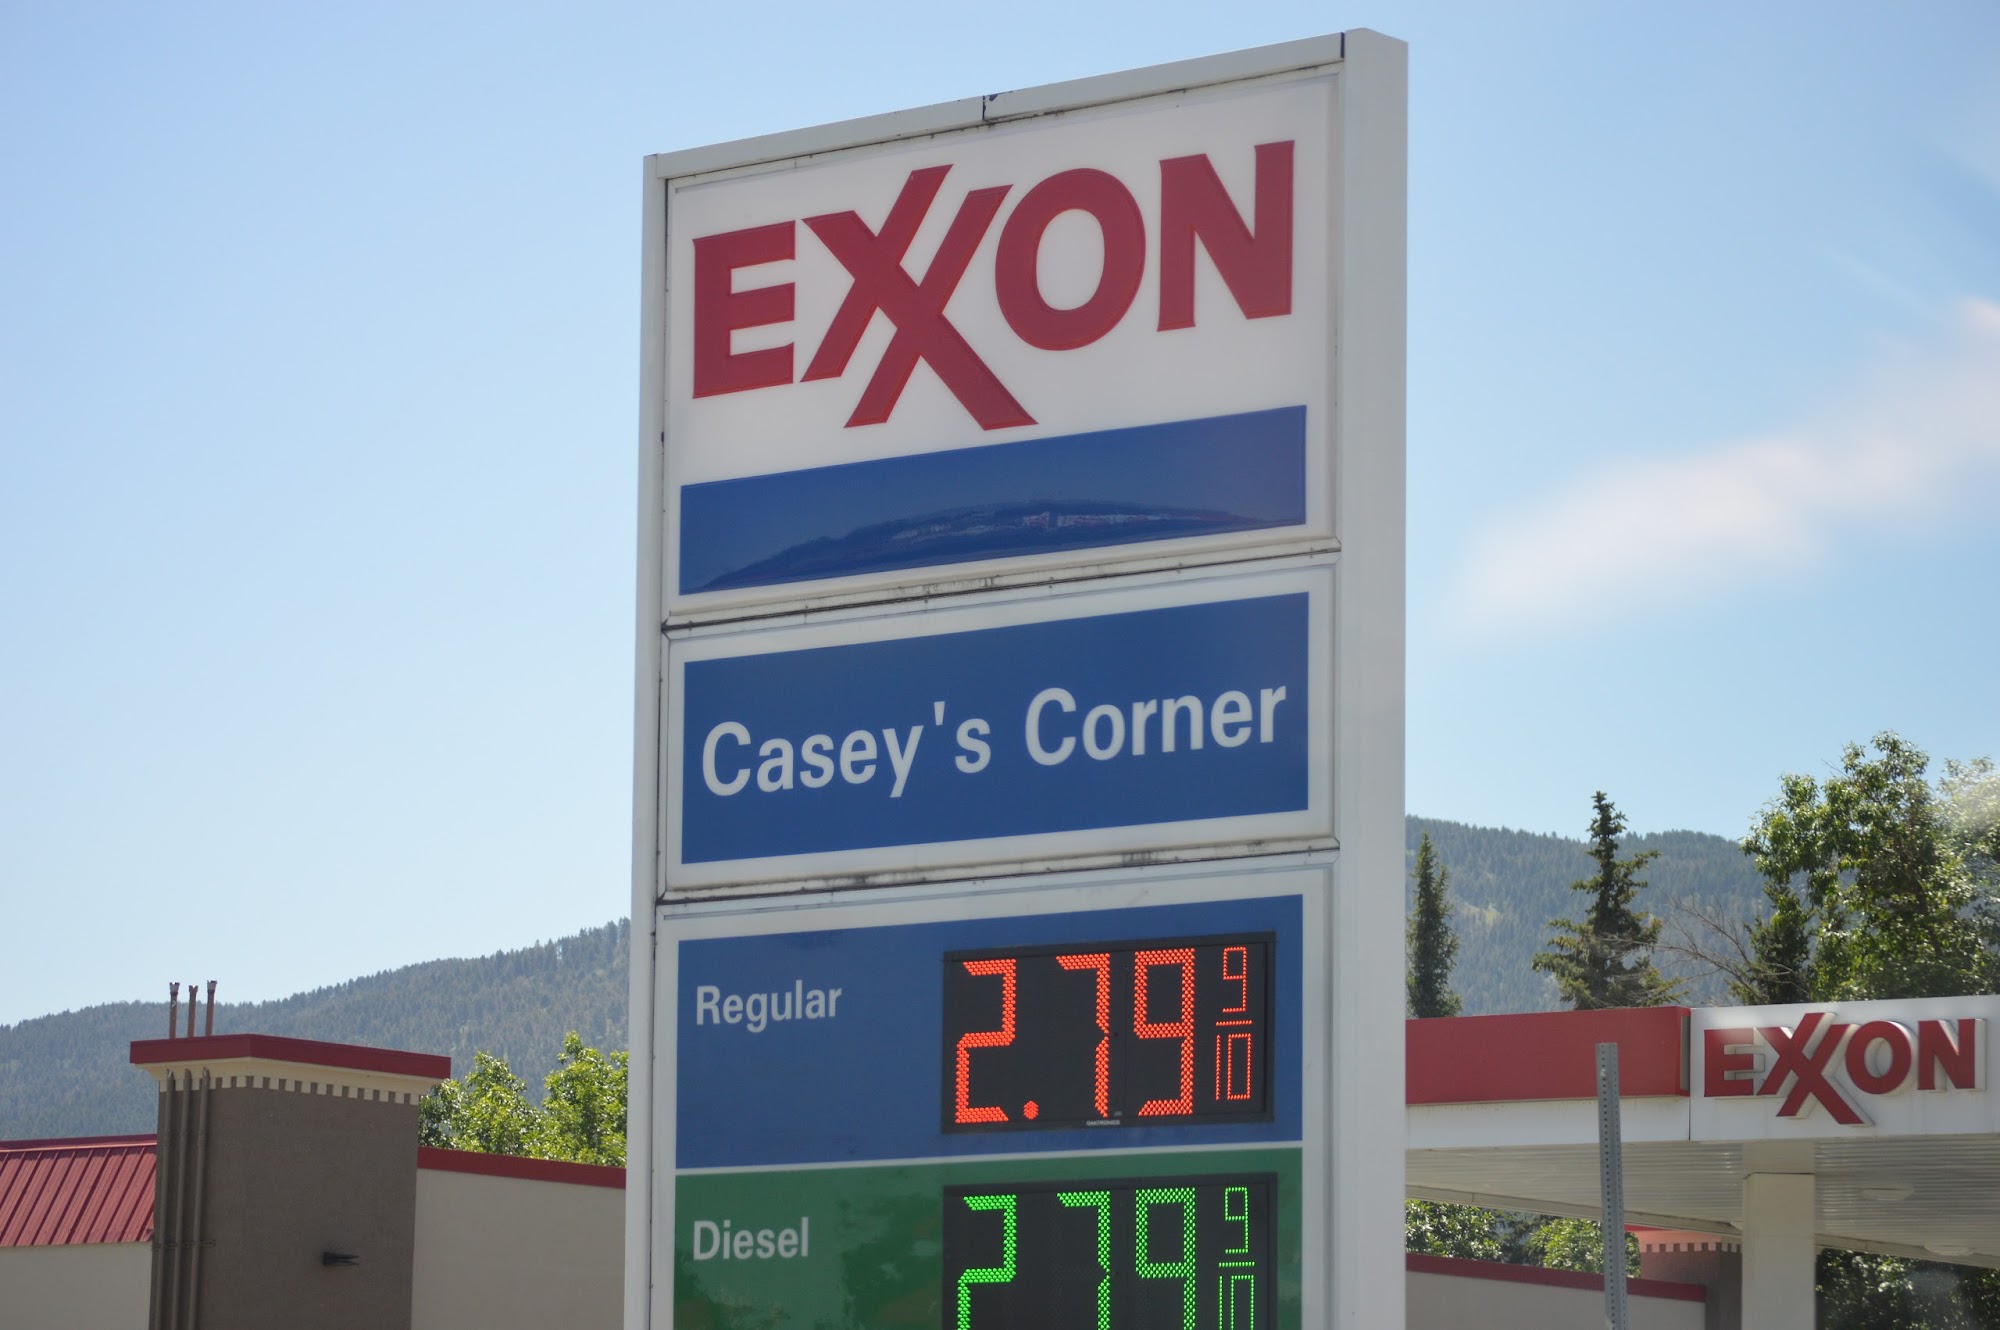 EXXON
Casey's Corner
Regular 2.79 9/10
Diesel 2.79 9/10
EXXON